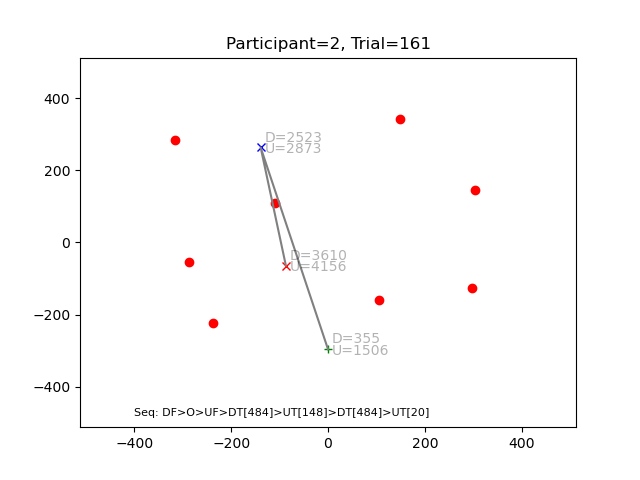 Participant=2, Trial=161
400
200
0
−200
−400
D=2523
U=2873
D=3610
U=4156
D=355
U=1506
Seq: DF>O>UF>DT[484]>UT[148]>DT[484]>UT[20]
−400
−200
0
200
400